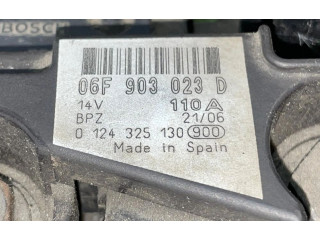 BOSCH
06F 903 023 D
14V 110A
BPZ 21/06
0 124 325 130 900
Made in Spain